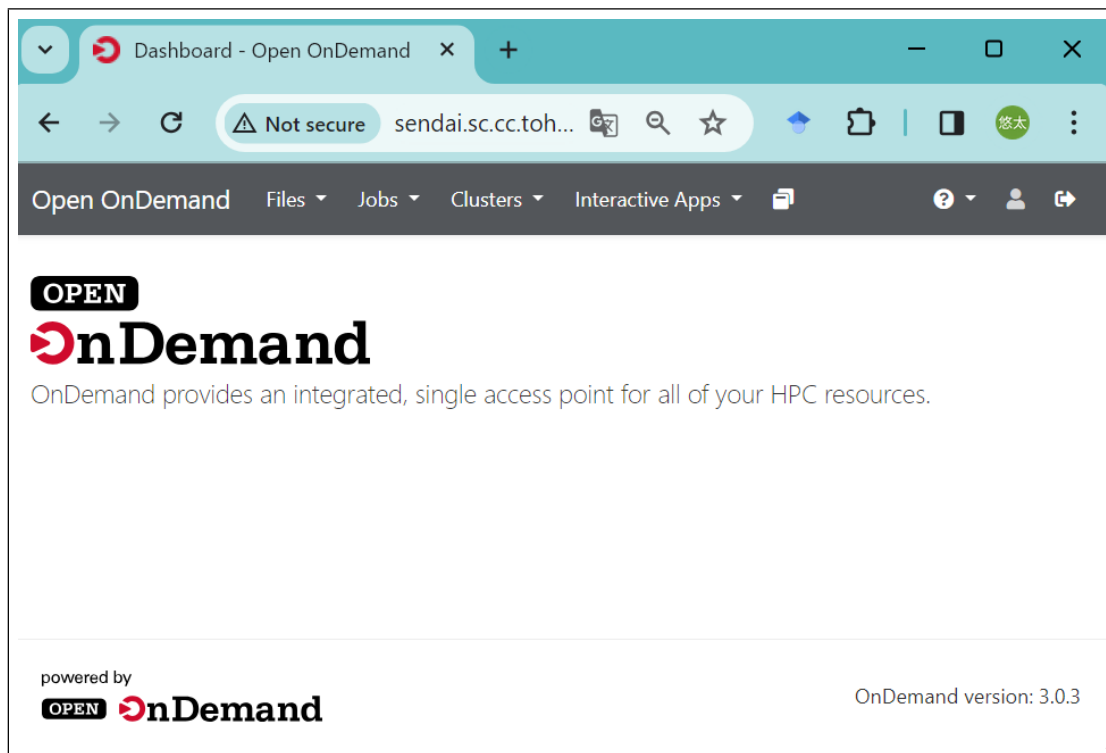 Dashboard - Open OnDemand
Not secure sendai.sc.cc.toh... 悠太
Open OnDemand Files Jobs Clusters Interactive Apps
OPEN
OnDemand
OnDemand provides an integrated, single access point for all of your HPC resources.
powered by
OPEN OnDemand
OnDemand version: 3.0.3